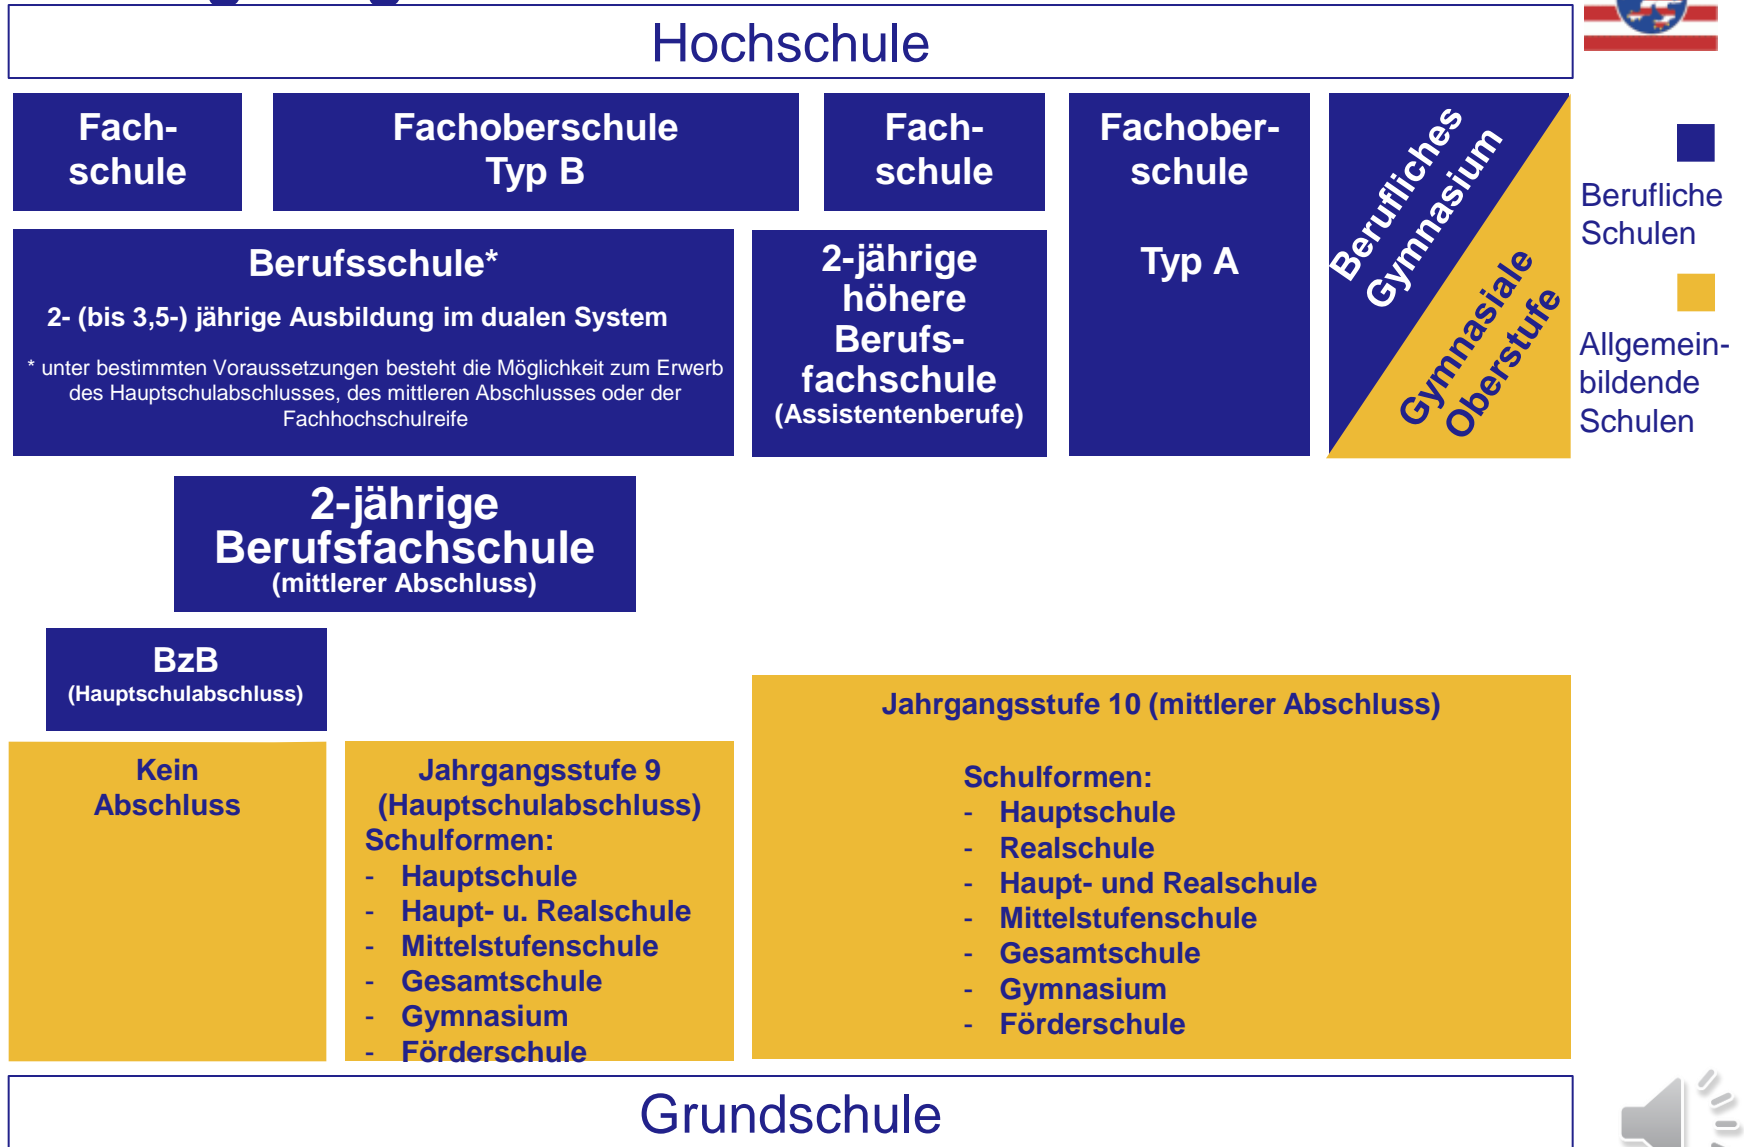 Hochschule
Fach-
schule
Fachoberschule
Typ B
Fach-
schule
Fachober-
schule
Typ A
Berufliches
Gymnasium
Gymnasiale
Oberstufe
Berufliche
Schulen
Allgemein-
bildende
Schulen
Berufsschule*
2- (bis 3,5-) jährige Ausbildung im dualen System
* unter bestimmten Voraussetzungen besteht die Möglichkeit zum Erwerb
des Hauptschulabschlusses, des mittleren Abschlusses oder der
Fachhochschulreife
2-jährige
höhere
Berufs-
fachschule
(Assistentenberufe)
2-jährige
Berufsfachschule
(mittlerer Abschluss)
BzB
(Hauptschulabschluss)
Kein
Abschluss
Jahrgangsstufe 9
(Hauptschulabschluss)
Schulformen:
- Hauptschule
- Haupt- u. Realschule
- Mittelstufenschule
- Gesamtschule
- Gymnasium
- Förderschule
Jahrgangsstufe 10 (mittlerer Abschluss)
Schulformen:
- Hauptschule
- Realschule
- Haupt- und Realschule
- Mittelstufenschule
- Gesamtschule
- Gymnasium
- Förderschule
Grundschule